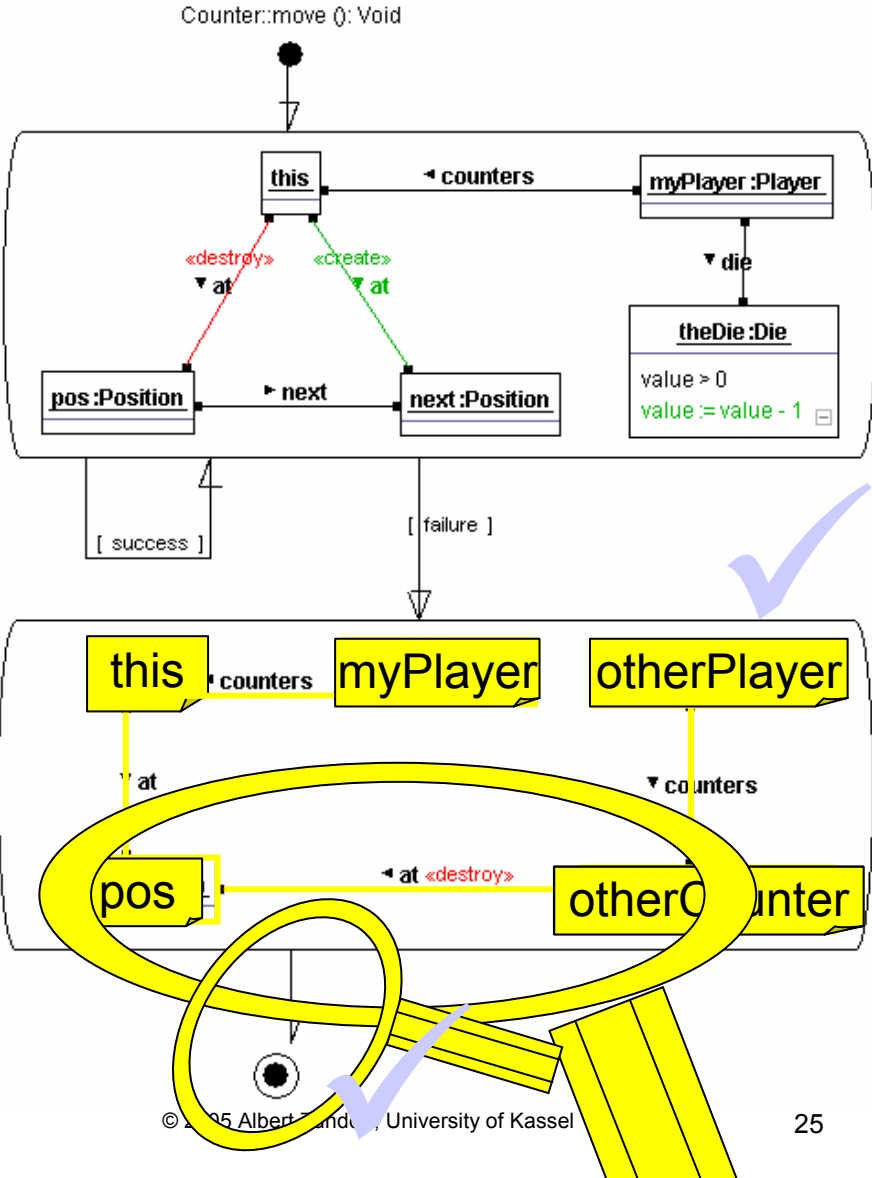 Counter::move (): Void
this
◄ counters
myPlayer :Player
«destroy»
▼ at
«create»
▼ at
▼ die
theDie :Die
value > 0
value := value - 1
pos :Position
► next
next :Position
[ success ]
[ failure ]
this
counters
myPlayer
otherPlayer
▼ at
▼ counters
pos
◄ at «destroy»
© Albert University of Kassel
25